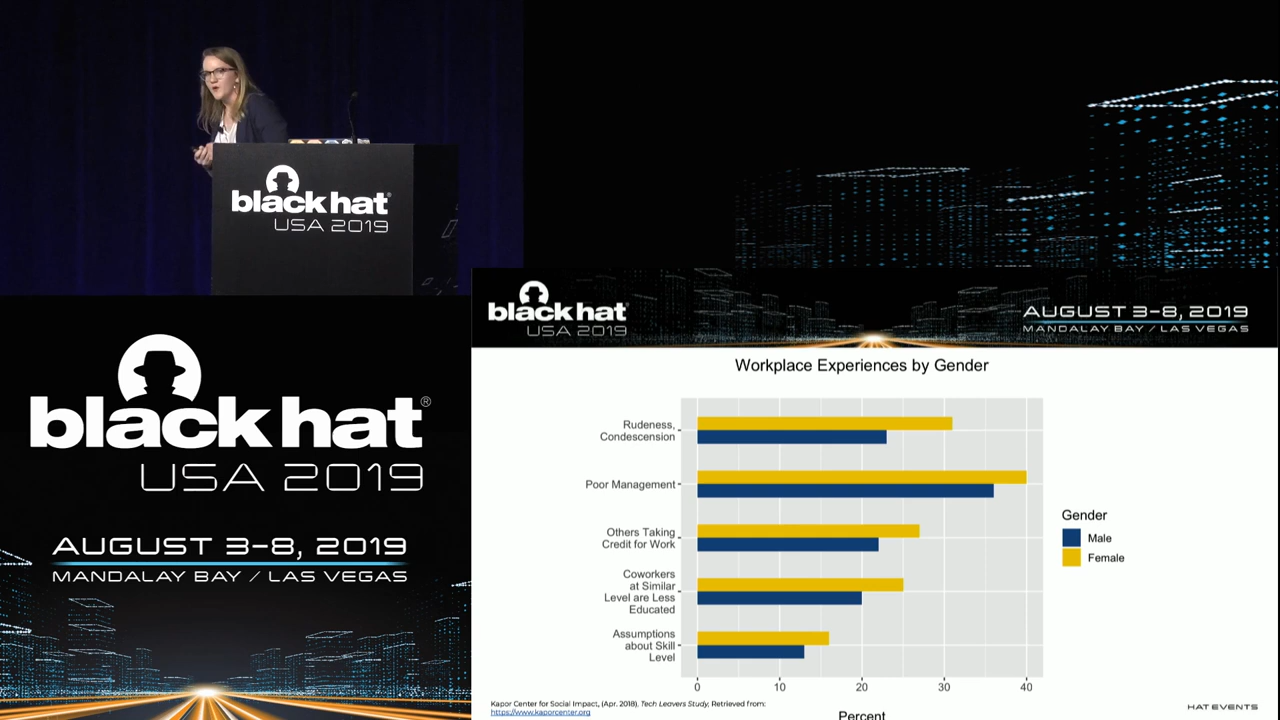 black hat®
USA 2019
black hat®
USA 2019
AUGUST 3-8, 2019
MANDALAY BAY / LAS VEGAS
black hat®
USA 2019
AUGUST 3-8, 2019
MANDALAY BAY / LAS VEGAS
Workplace Experiences by Gender
Rudeness,
Condescension
Poor Management
Others Taking
Credit for Work
Coworkers
at Similar
Level are Less
Educated
Assumptions
about Skill
Level
0 10 20 30 40
Percent
Gender
Male
Female
Kapor Center for Social Impact, (Apr. 2018), Tech Leavers Study, Retrieved from:
https://www.kaporcenter.org
HAT EVENTS